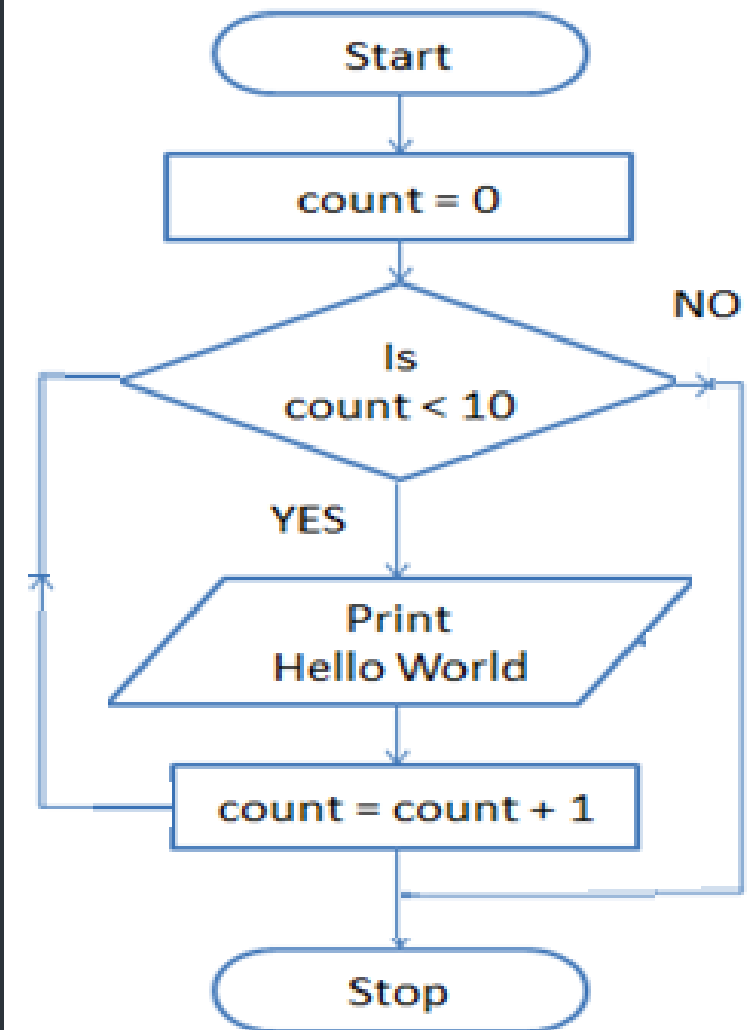 Start
count = 0
NO
Is
count < 10
YES
Print
Hello World
count = count + 1
Stop